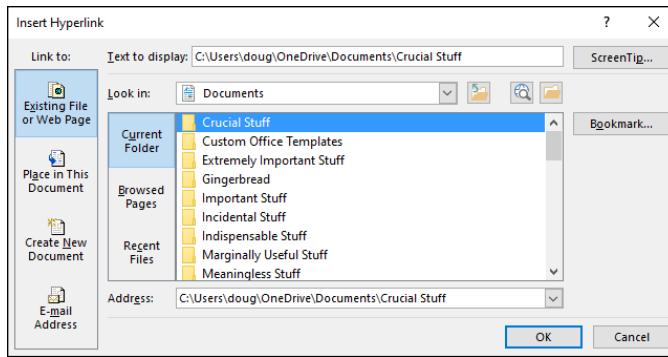 Insert Hyperlink
? X
Link to:
Text to display: C:\Users\doug\OneDrive\Documents\Crucial Stuff
ScreenTip...
Existing File
or Web Page
Look in: Documents
Bookmark...
Current
Folder
Crucial Stuff
Custom Office Templates
Extremely Important Stuff
Gingerbread
Important Stuff
Incidental Stuff
Indispensable Stuff
Marginally Useful Stuff
Meaningless Stuff
Place in This
Document
Browsed
Pages
Create New
Document
Recent
Files
E-mail
Address
Address: C:\Users\doug\OneDrive\Documents\Crucial Stuff
OK
Cancel